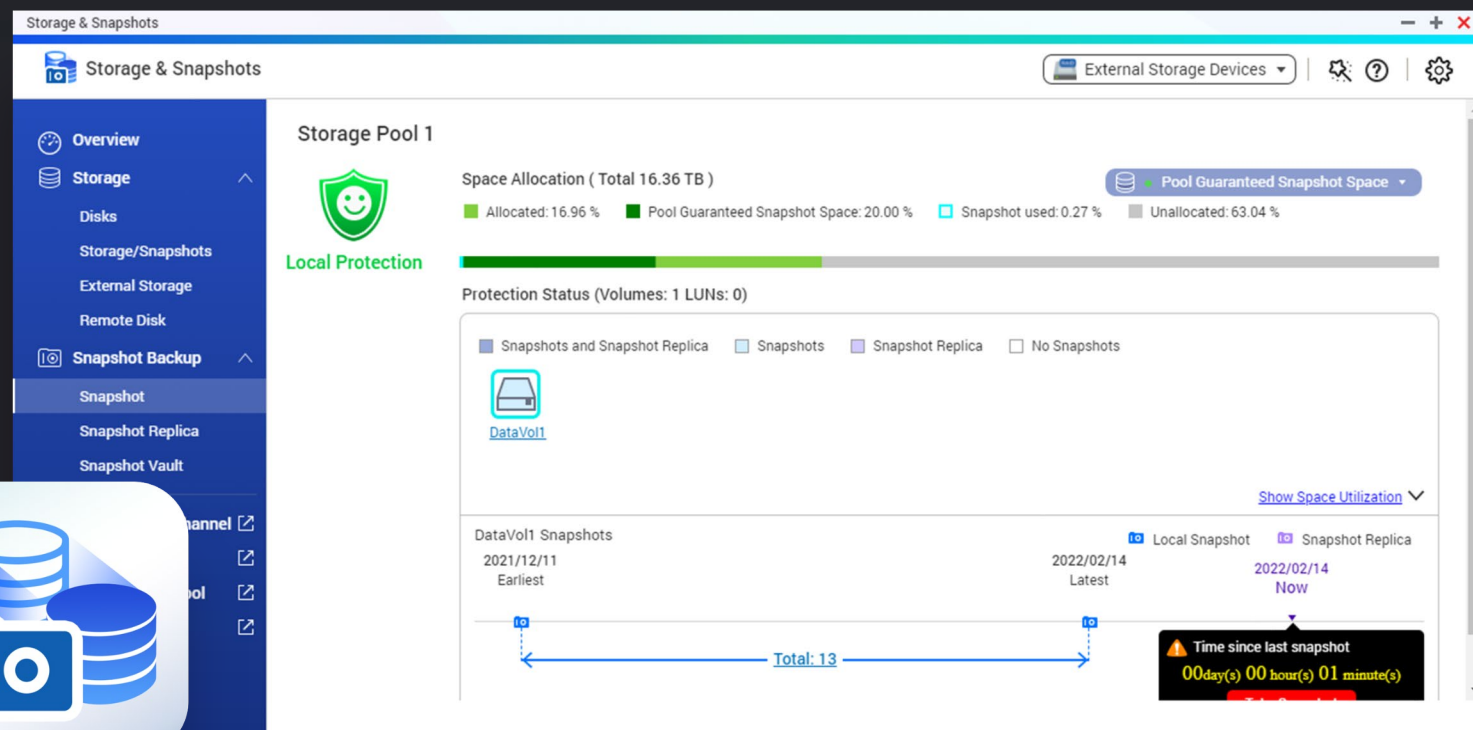 Storage & Snapshots
Storage & Snapshots
External Storage Devices
Overview
Storage
Disks
Storage/Snapshots
External Storage
Remote Disk
Snapshot Backup
Snapshot
Snapshot Replica
Snapshot Vault
Storage Pool 1
Local Protection
Space Allocation ( Total 16.36 TB )
Pool Guaranteed Snapshot Space
Allocated: 16.96 % Pool Guaranteed Snapshot Space: 20.00 % Snapshot used: 0.27 % Unallocated: 63.04 %
Protection Status (Volumes: 1 LUNs: 0)
Snapshots and Snapshot Replica Snapshots Snapshot Replica No Snapshots
DataVol1
Show Space Utilization
DataVol1 Snapshots
Local Snapshot Snapshot Replica
2021/12/11
Earliest
2022/02/14
Latest
2022/02/14
Now
Total: 13
Time since last snapshot
00day(s) 00 hour(s) 01 minute(s)